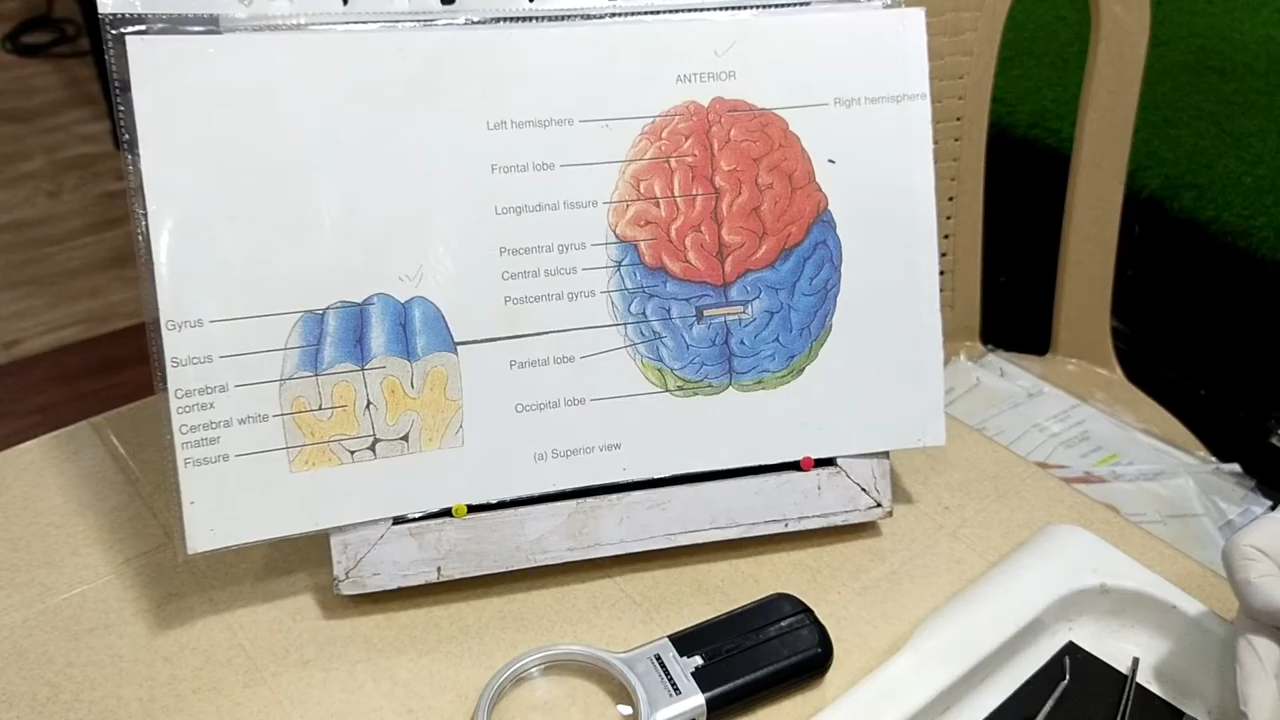 ANTERIOR
Right hemisphere
Left hemisphere
Frontal lobe
Longitudinal fissure
Precentral gyrus
Central sulcus
Postcentral gyrus
Parietal lobe
Occipital lobe
(a) Superior view
Gyrus
Sulcus
Cerebral
cortex
Cerebral white
matter
Fissure